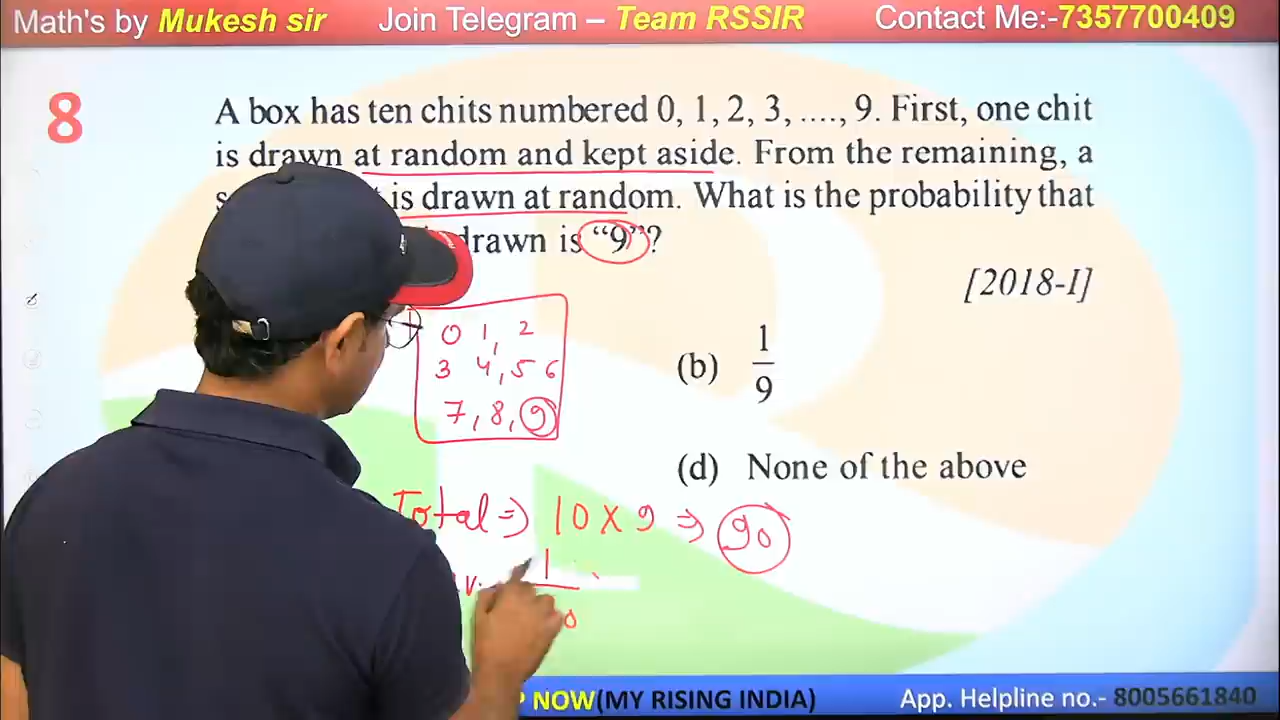 Math's by Mukesh sir Join Telegram – Team RSSIR Contact Me:-7357700409
8
A box has ten chits numbered 0, 1, 2, 3, ...., 9. First, one chit
is drawn at random and kept aside. From the remaining, a
is drawn at random. What is the probability that
drawn is “9”?
[2018-I]
0 1, 2
3 4, 5 6
7, 8, 9
(b) 1/9
(d) None of the above
Total ⇒ 10 X 9 ⇒ 90
1
NOW(MY RISING INDIA) App. Helpline no.- 8005661840